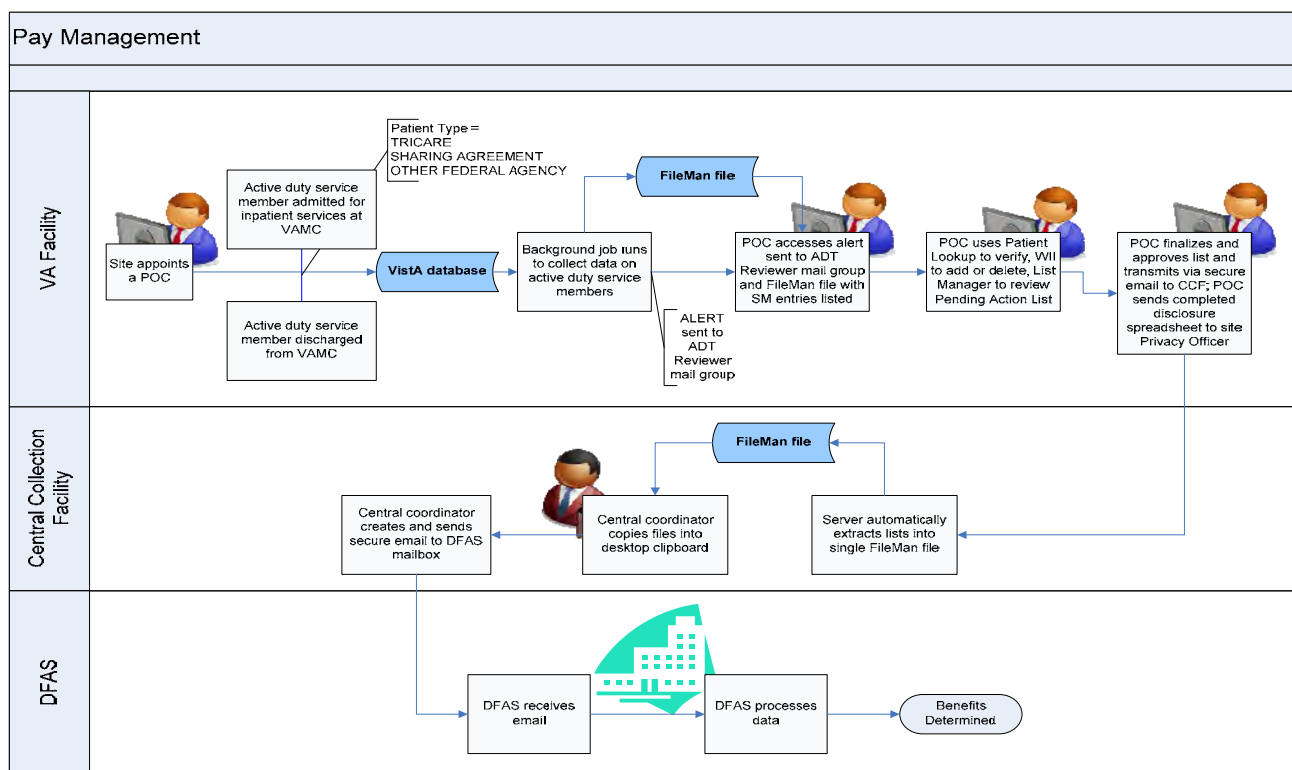 Pay Management
VA Facility
Site appoints
a POC
Active duty service
member admitted for
inpatient services at
VAMC
Patient Type =
TRICARE
SHARING AGREEMENT
OTHER FEDERAL AGENCY
Active duty service
member discharged
from VAMC
VistA database
Background job runs
to collect data on
active duty service
members
FileMan file
ALERT
sent to
ADT
Reviewer
mail group
POC accesses alert
sent to ADT
Reviewer mail group
and FileMan file with
SM entries listed
POC uses Patient
Lookup to verify, WII
to add or delete, List
Manager to review
Pending Action List
POC finalizes and
approves list and
transmits via secure
email to CCF; POC
sends completed
disclosure
spreadsheet to site
Privacy Officer
Central Collection
Facility
Server automatically
extracts lists into
single FileMan file
FileMan file
Central coordinator
copies files into
desktop clipboard
Central coordinator
creates and sends
secure email to DFAS
mailbox
DFAS
DFAS receives
email
DFAS processes
data
Benefits
Determined